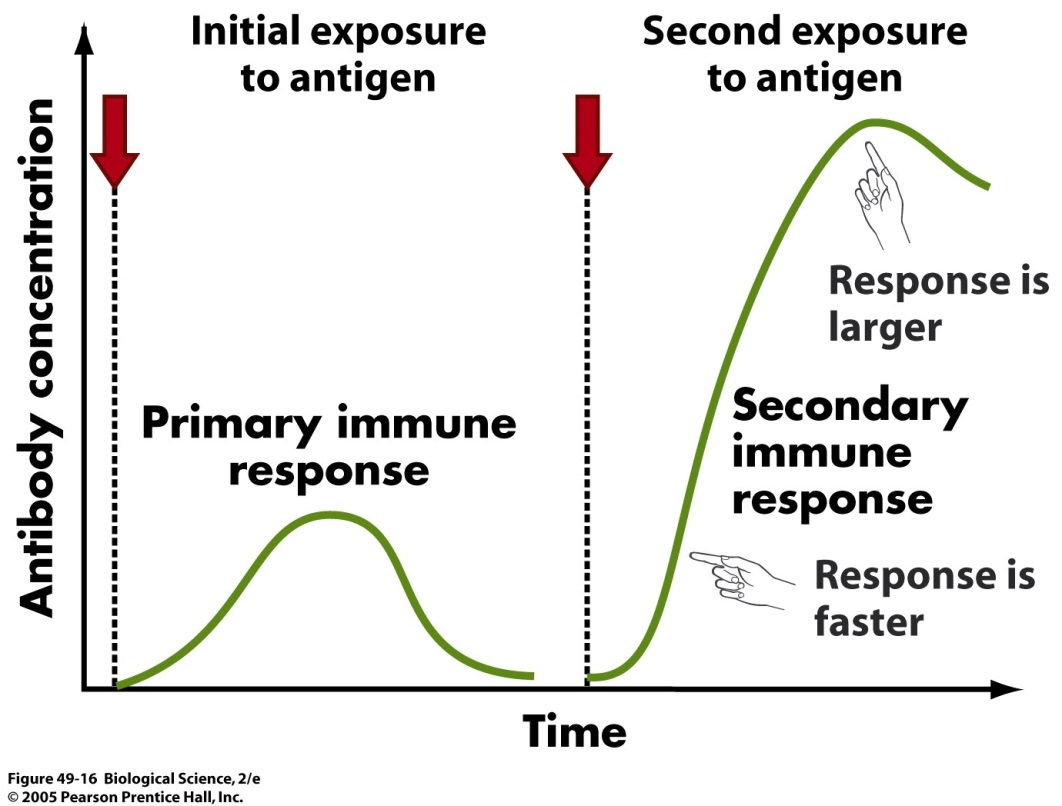 Initial exposure
to antigen
Second exposure
to antigen
Antibody concentration
Response is
larger
Primary immune
response
Secondary
immune
response
Response is
faster
Time
Figure 49-16 Biological Science, 2/e
© 2005 Pearson Prentice Hall, Inc.